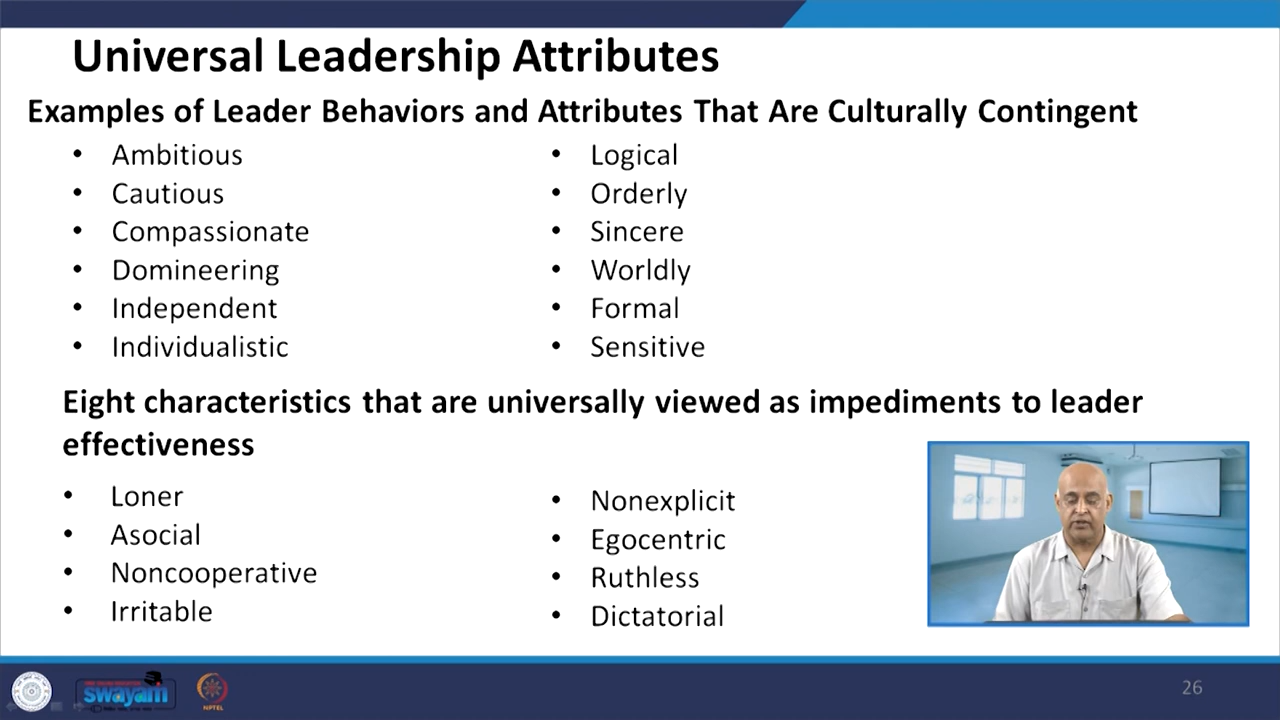 Universal Leadership Attributes
Examples of Leader Behaviors and Attributes That Are Culturally Contingent
• Ambitious
• Cautious
• Compassionate
• Domineering
• Independent
• Individualistic
• Logical
• Orderly
• Sincere
• Worldly
• Formal
• Sensitive
Eight characteristics that are universally viewed as impediments to leader
effectiveness
• Loner
• Asocial
• Noncooperative
• Irritable
• Nonexplicit
• Egocentric
• Ruthless
• Dictatorial
swayam
NPTEL
26